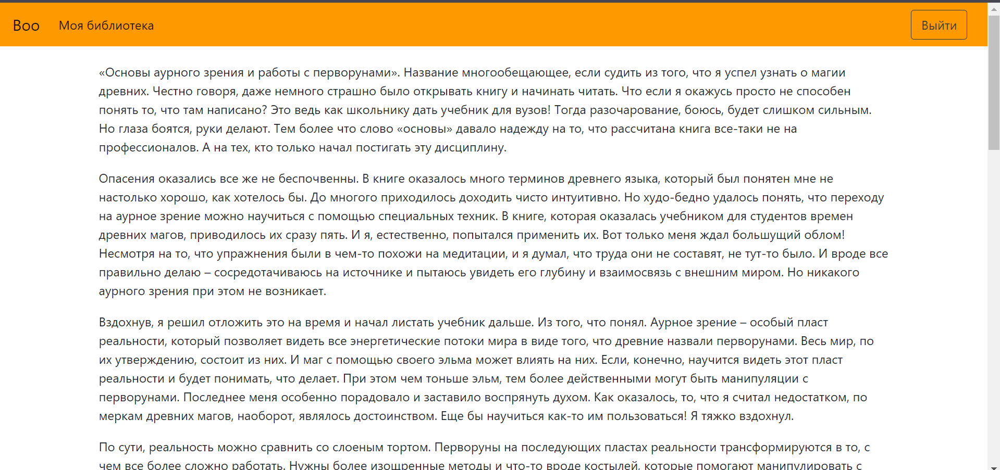 Boo
Моя библиотека
Выйти
«Основы аурного зрения и работы с перворунами». Название многообещающее, если судить из того, что я успел узнать о магии
древних. Честно говоря, даже немного страшно было открывать книгу и начинать читать. Что если я окажусь просто не способен
понять то, что там написано? Это ведь как школьнику дать учебник для вузов! Тогда разочарование, боюсь, будет слишком сильным.
Но глаза боятся, руки делают. Тем более что слово «основы» давало надежду на то, что рассчитана книга все-таки не на
профессионалов. А на тех, кто только начал постигать эту дисциплину.
Опасения оказались все же не беспочвенны. В книге оказалось много терминов древнего языка, который был понятен мне не
настолько хорошо, как хотелось бы. До многого приходилось доходить чисто интуитивно. Но худо-бедно удалось понять, что переходу
на аурное зрение можно научиться с помощью специальных техник. В книге, которая оказалась учебником для студентов времен
древних магов, приводилось их сразу пять. И я, естественно, попытался применить их. Вот только меня ждал большущий облом!
Несмотря на то, что упражнения были в чем-то похожи на медитации, и я думал, что труда они не составят, не тут-то было. И вроде все
правильно делаю – сосредотачиваюсь на источнике и пытаюсь увидеть его глубину и взаимосвязь с внешним миром. Но никакого
аурного зрения при этом не возникает.
Вздохнув, я решил отложить это на время и начал листать учебник дальше. Из того, что понял. Аурное зрение – особый пласт
реальности, который позволяет видеть все энергетические потоки мира в виде того, что древние назвали перворунами. Весь мир, по
их утверждению, состоит из них. И маг с помощью своего эльма может влиять на них. Если, конечно, научится видеть этот пласт
реальности и будет понимать, что делает. При этом чем тоньше эльм, тем более действенными могут быть манипуляции с
перворунами. Последнее меня особенно порадовало и заставило воспрянуть духом. Как оказалось, то, что я считал недостатком, по
меркам древних магов, наоборот, являлось достоинством. Еще бы научиться как-то им пользоваться! Я тяжко вздохнул.
По сути, реальность можно сравнить со слоеным тортом. Перворуны на последующих пластах реальности трансформируются в то, с
чем все более сложно работать. Нужны более изощренные методы и что-то вроде костылей, которые помогают манипулировать с